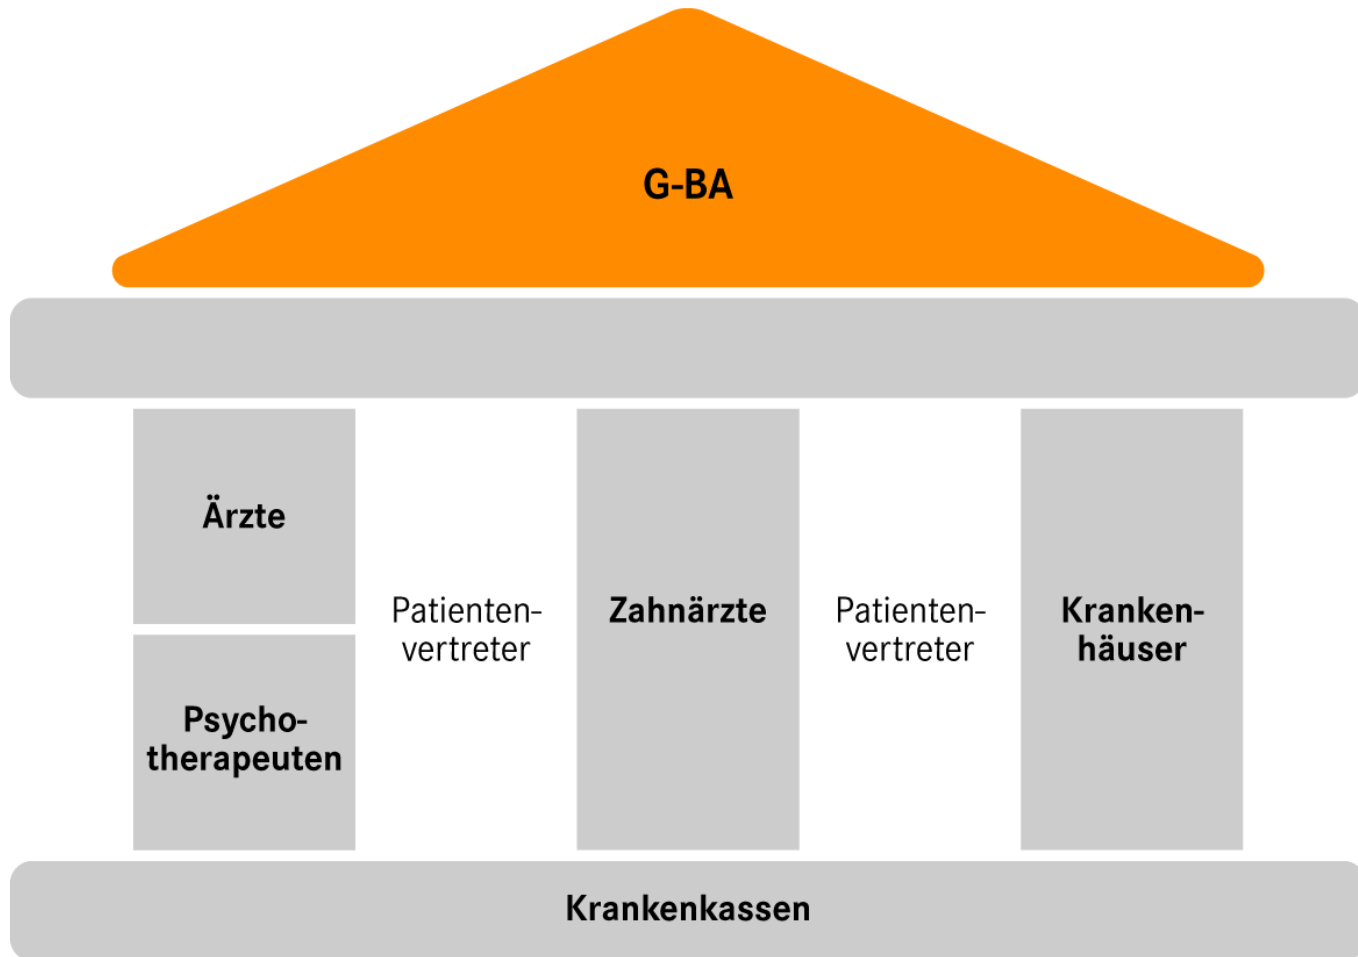 G-BA
Ärzte
Psycho-
therapeuten
Patienten-
vertreter
Zahnärzte
Patienten-
vertreter
Kranken-
häuser
Krankenkassen